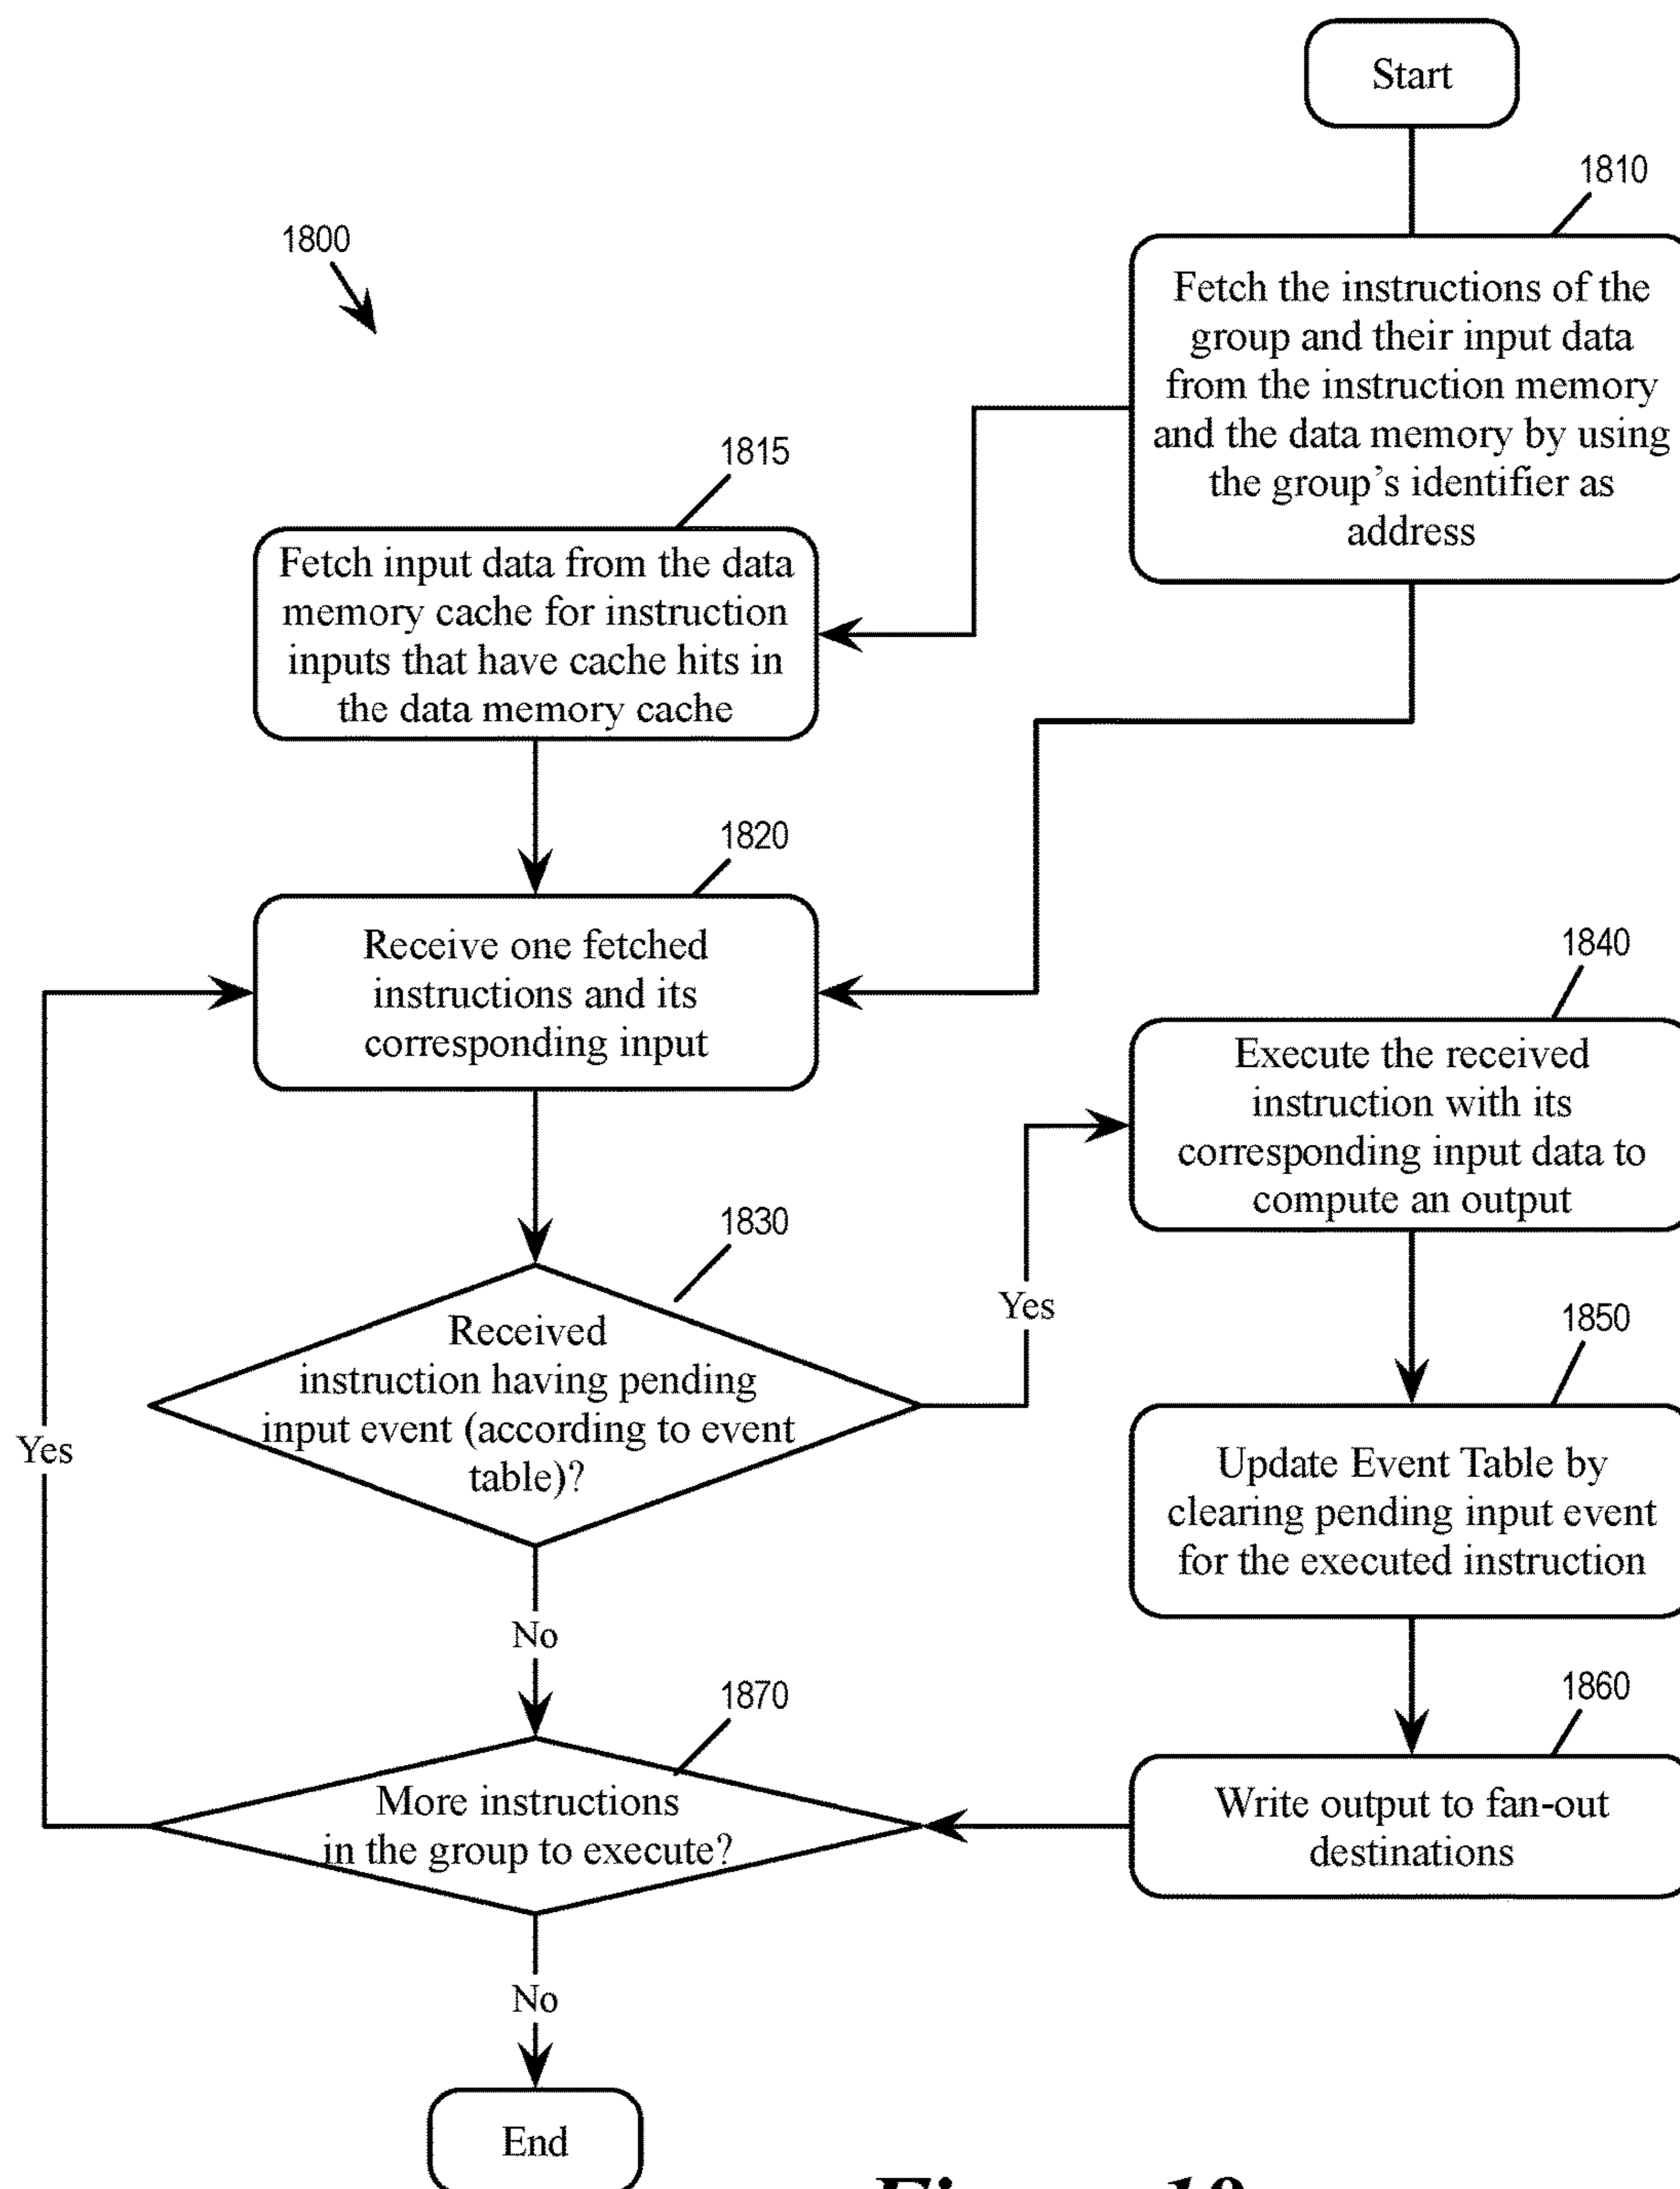 Start
1810
1800
Fetch the instructions of the
group and their input data
from the instruction memory
and the data memory by using
the group's identifier as
address
1815
Fetch input data from the data
memory cache for instruction
inputs that have cache hits in
the data memory cache
1820
Receive one fetched
instructions and its
corresponding input
1840
Execute the received
instruction with its
corresponding input data to
compute an output
1830
Received
instruction having pending
input event (according to event
table)?
Yes
1850
Update Event Table by
clearing pending input event
for the executed instruction
Yes
No
1860
Write output to fan-out
destinations
1870
More instructions
in the group to execute?
No
End